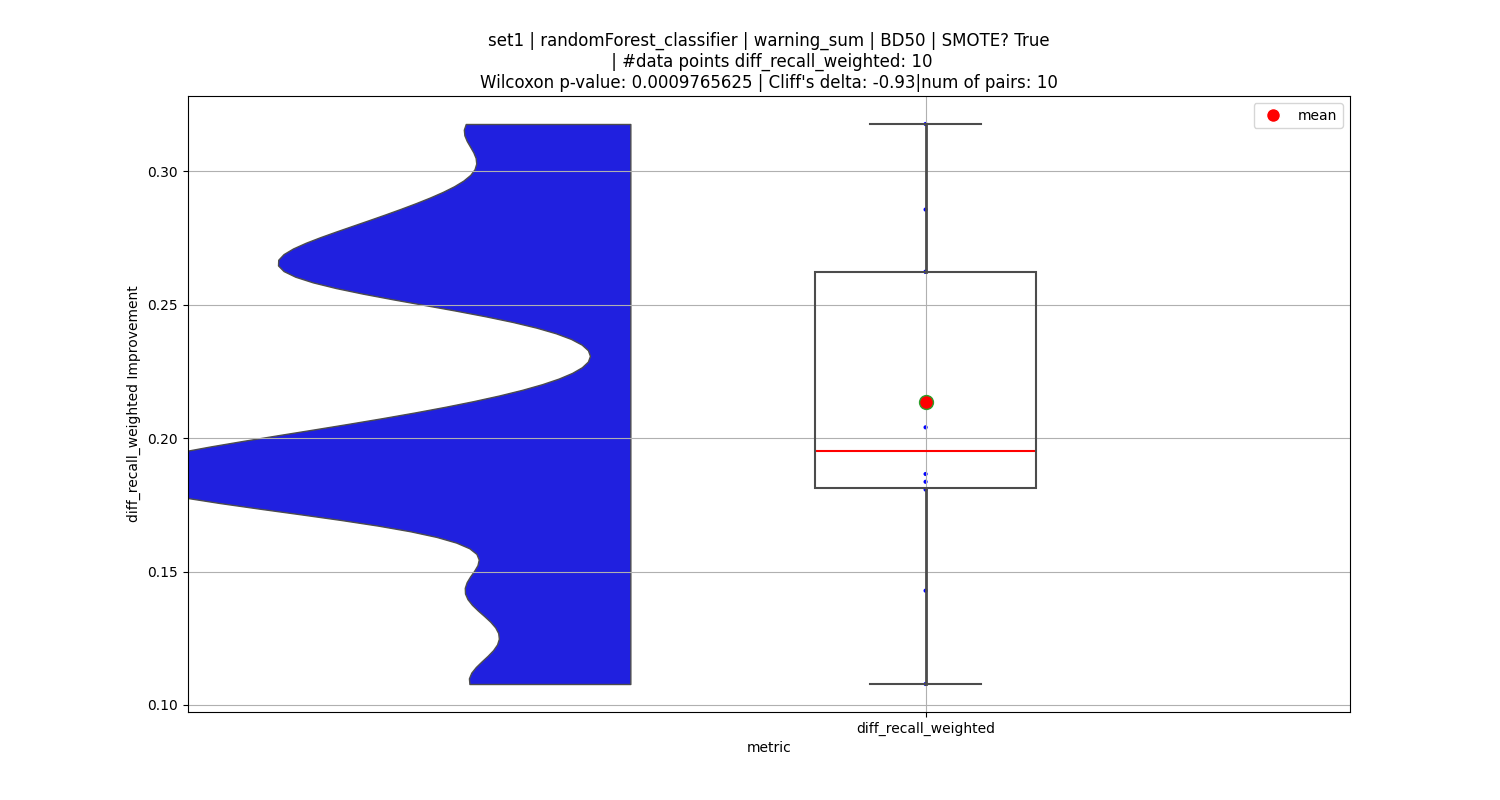 set1 | randomForest_classifier | warning_sum | BD50 | SMOTE? True
| #data points diff_recall_weighted: 10
Wilcoxon p-value: 0.0009765625 | Cliff's delta: -0.93|num of pairs: 10
mean
0.30
0.25
0.20
0.15
0.10
diff_recall_weighted Improvement
diff_recall_weighted
metric